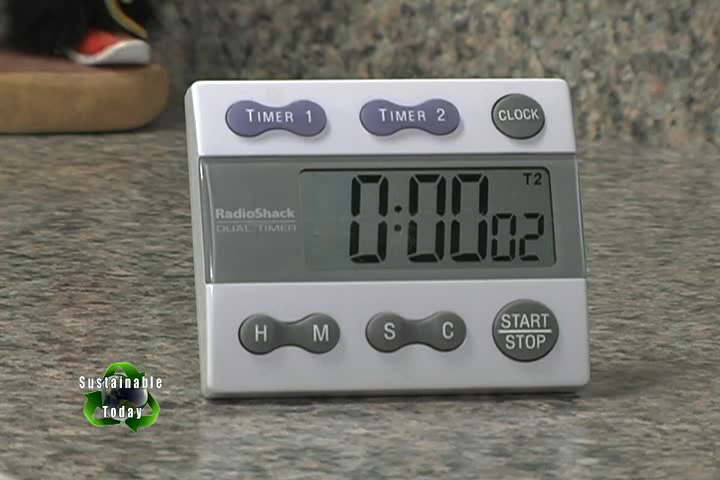 TIMER 1
TIMER 2
CLOCK
T2
RadioShack
DUAL TIMER
0:00 02
H
M
S
C
START
STOP
Sustainable
Today